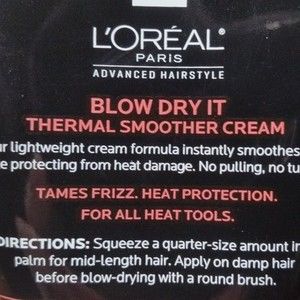 L'ORÉAL
PARIS
ADVANCED HAIRSTYLE
BLOW DRY IT
THERMAL SMOOTHER CREAM
lightweight cream formula instantly smoothes
protecting from heat damage. No pulling, no
TAMES FRIZZ. HEAT PROTECTION.
FOR ALL HEAT TOOLS.
DIRECTIONS: Squeeze a quarter-size amount in
palm for mid-length hair. Apply on damp hair
before blow-drying with a round brush.